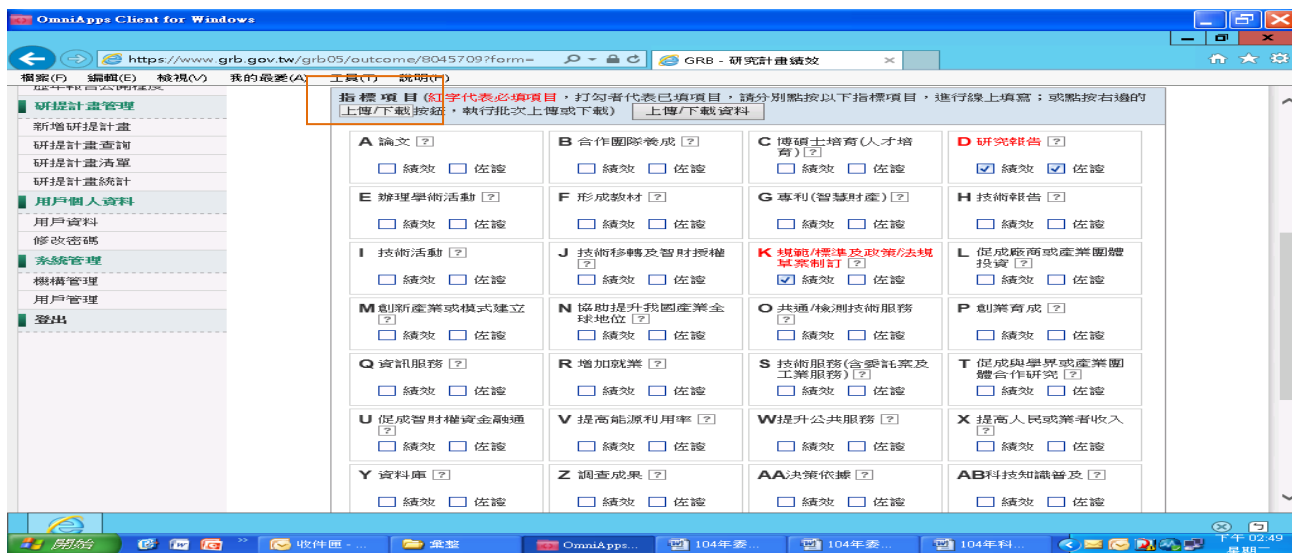 OmniApps Client for Windows
https://www.grb.gov.tw/grb05/outcome/8045709?form=
GRB - 研究計畫績效
檔案(F) 編輯(E) 檢視(V) 我的最愛(A) 工具(T) 說明(H)
歷年報告公開程度
研提計畫管理
新增研提計畫
研提計畫查詢
研提計畫清單
研提計畫統計
用戶個人資料
用戶資料
修改密碼
系統管理
機構管理
用戶管理
登出
指標項目(紅字代表必填項目,打勾者代表已填項目,請分別點按以下指標項目,進行線上填寫;或點按右邊的
上傳/下載按鈕,執行批次上傳或下載) 上傳/下載資料
A 論文 ? B 合作團隊養成 ? C 博碩士培育(人才培育) ? D 研究報告 ?
績效 佐證 績效 佐證 績效 佐證 績效 佐證
E 辦理學術活動 ? F 形成教材 ? G 專利(智慧財產) ? H 技術報告 ?
績效 佐證 績效 佐證 績效 佐證 績效 佐證
I 技術活動 ? J 技術移轉及智財授權 ? K 規範/標準及政策/法規草案制訂 ? L 促成廠商或產業團體投資 ?
績效 佐證 績效 佐證 績效 佐證 績效 佐證
M 創新產業或模式建立 ? N 協助提升我國產業全球地位 ? O 共通/檢測技術服務 ? P 創業育成 ?
績效 佐證 績效 佐證 績效 佐證 績效 佐證
Q 資訊服務 ? R 增加就業 ? S 技術服務(含委託案及工業服務) ? T 促成與學界或產業團體合作研究 ?
績效 佐證 績效 佐證 績效 佐證 績效 佐證
U 促成智財權資金融通 ? V 提高能源利用率 ? W提升公共服務 ? X 提高人民或業者收入 ?
績效 佐證 績效 佐證 績效 佐證 績效 佐證
Y 資料庫 ? Z 調查成果 ? AA決策依據 ? AB科技知識普及 ?
績效 佐證 績效 佐證 績效 佐證 績效 佐證
開始 收件匣 - ... 彙整 OmniApps... 104年委... 104年委... 104年科... 下午 02:49
星期一